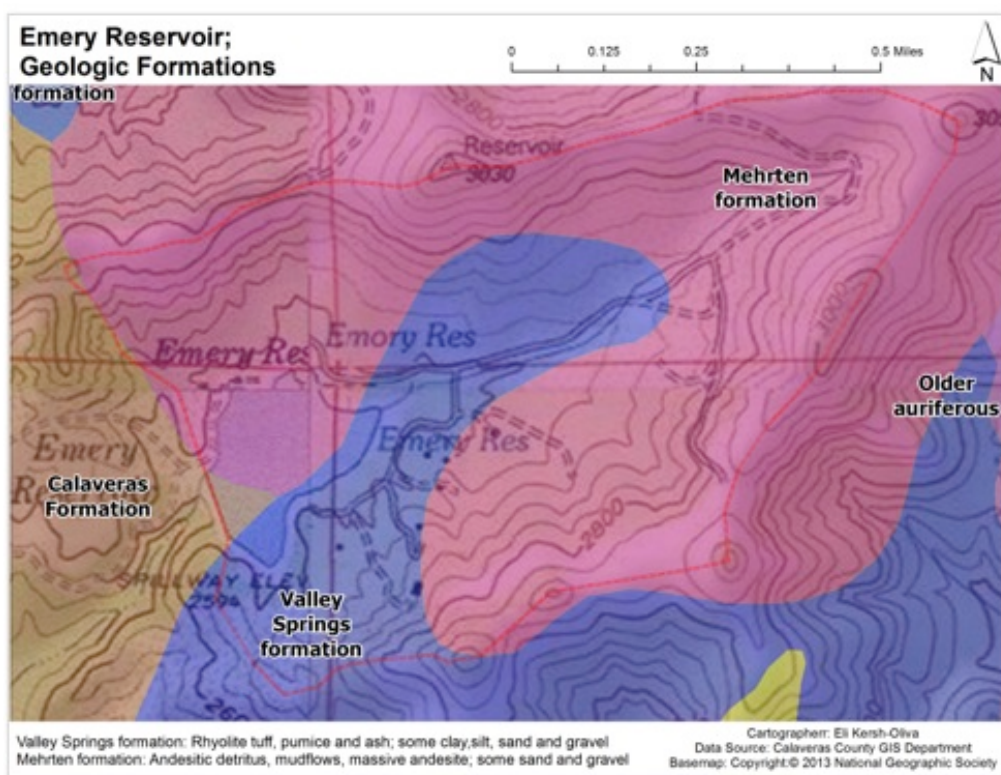 Emery Reservoir;
Geologic Formations
0 0.125 0.25 0.5 Miles
N
formation
2800
Reservoir
3030
Mehrten
formation
3000
Emory Res
Emery Res
Older
auriferous
Emery Res
Emery
Calaveras
Formation
2800
SPILLWAY ELEV
2594
Valley
Springs
formation
Valley Springs formation: Rhyolite tuff, pumice and ash; some clay,silt, sand and gravel
Mehrten formation: Andesitic detritus, mudflows, massive andesite; some sand and gravel
Cartographerr: Eli Kersh-Oliva
Data Source: Calaveras County GIS Department
Basemap: Copyright:© 2013 National Geographic Society